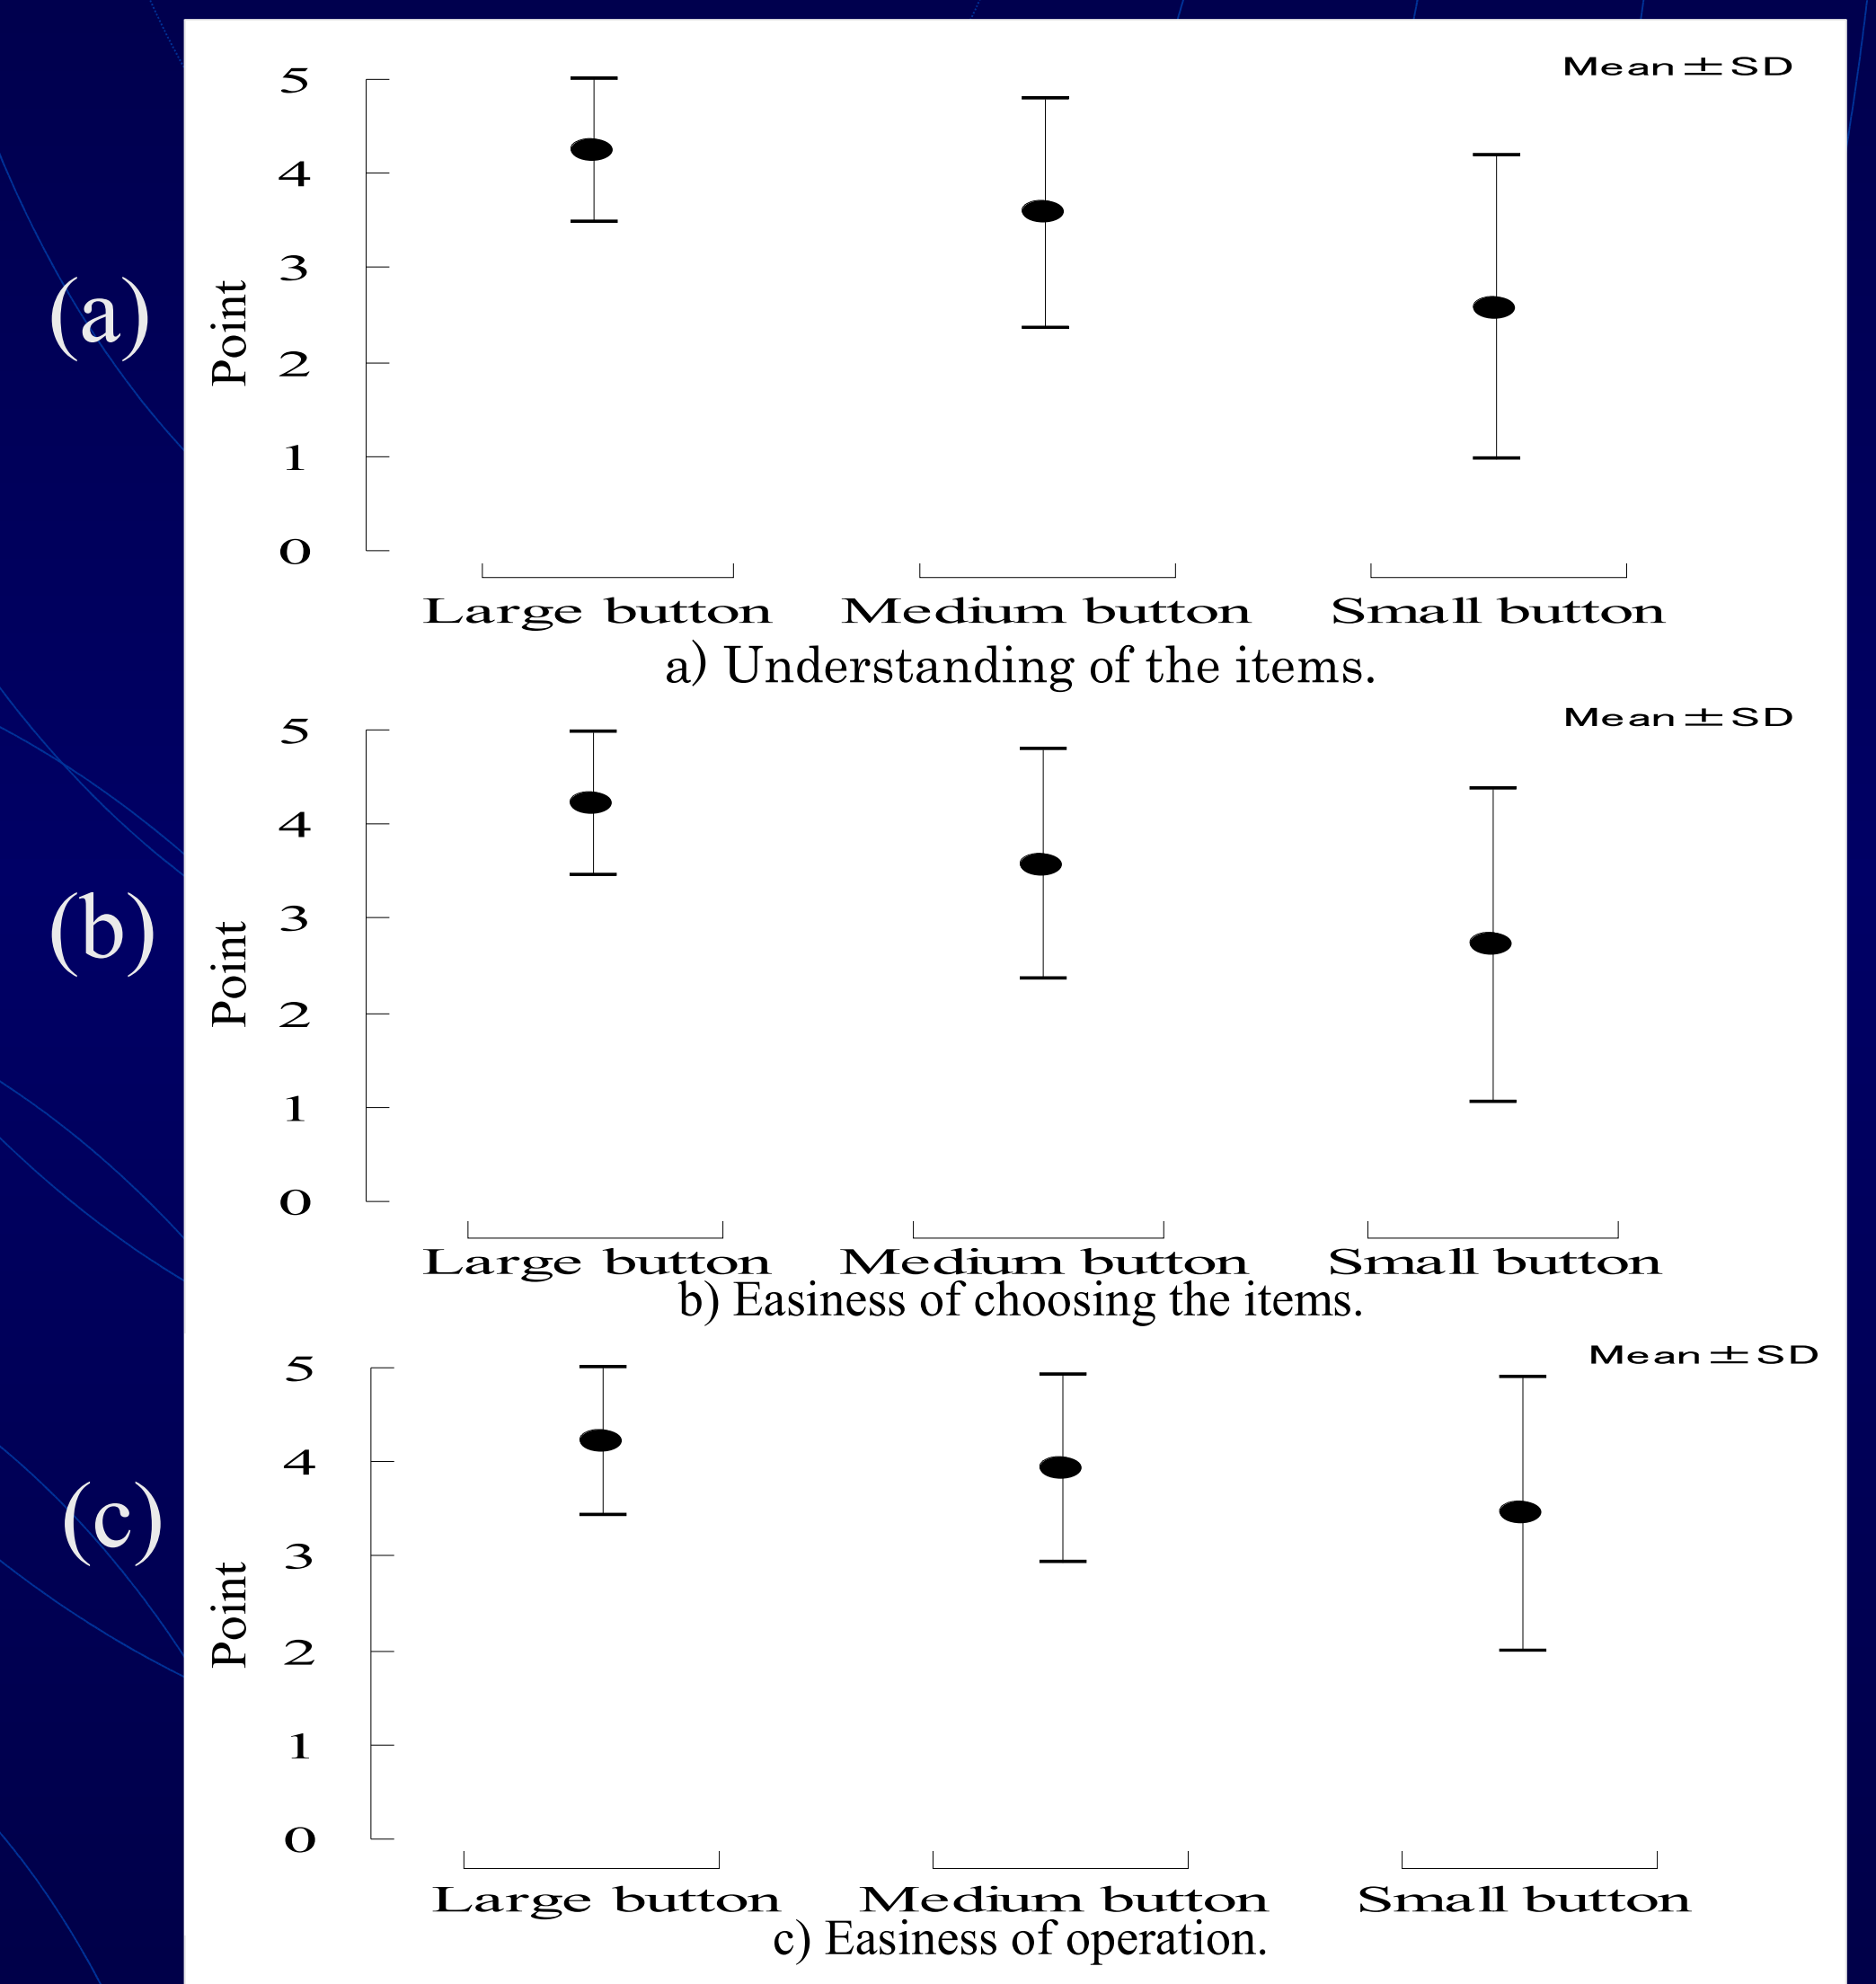 Mean±SD
5
4
3
2
1
0
(a)
Point
Large button Medium button Small button
a) Understanding of the items.
Mean±SD
5
4
3
2
1
0
(b)
Point
Large button Medium button Small button
b) Easiness of choosing the items.
Mean±SD
5
4
3
2
1
0
(c)
Point
Large button Medium button Small button
c) Easiness of operation.